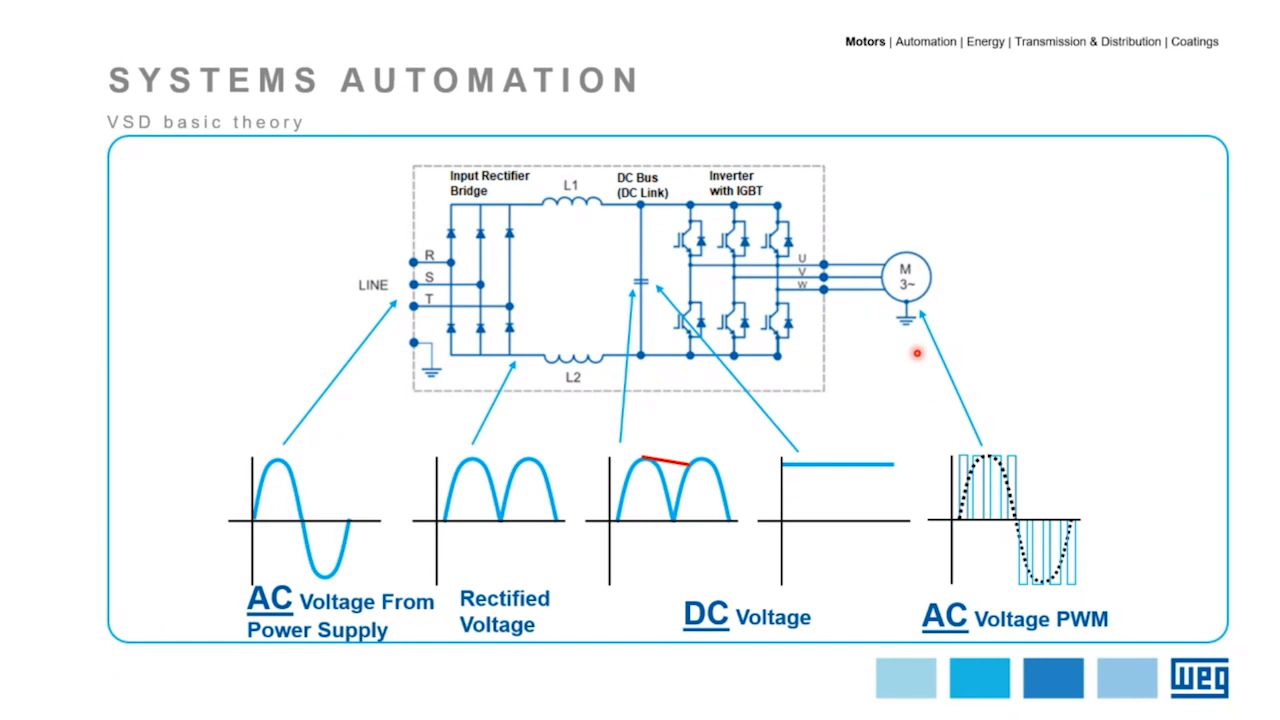 Motors | Automation | Energy | Transmission & Distribution | Coatings
SYSTEMS AUTOMATION
VSD basic theory
Input Rectifier
Bridge
L1
DC Bus
(DC Link)
Inverter
with IGBT
R
S
T
LINE
U
V
W
M
3~
L2
AC Voltage From
Power Supply
Rectified
Voltage
DC Voltage
AC Voltage PWM
WEG